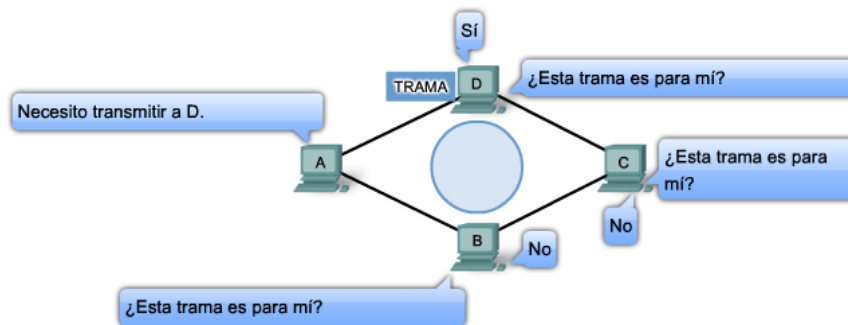 Sí
TRAMA
D
¿Esta trama es para mí?
Necesito transmitir a D.
A
C
¿Esta trama es para
mí?
No
B
No
¿Esta trama es para mí?